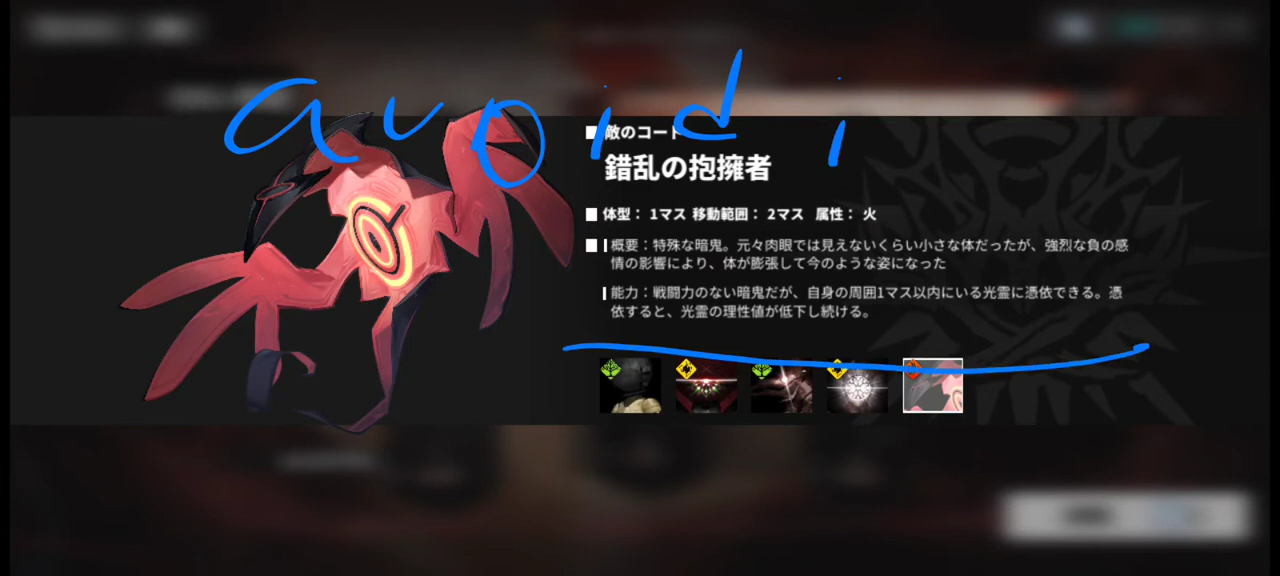 avoid i
敵のコード
錯乱の抱擁者
体型： 1マス 移動範囲： 2マス 属性： 火
概要：特殊な暗鬼。元々肉眼では見えないくらい小さな体だったが、強烈な負の感
情の影響により、体が膨張して今のような姿になった
能力：戦闘力のない暗鬼だが、自身の周囲1マス以内にいる光霊に憑依できる。憑
依すると、光霊の理性値が低下し続ける。